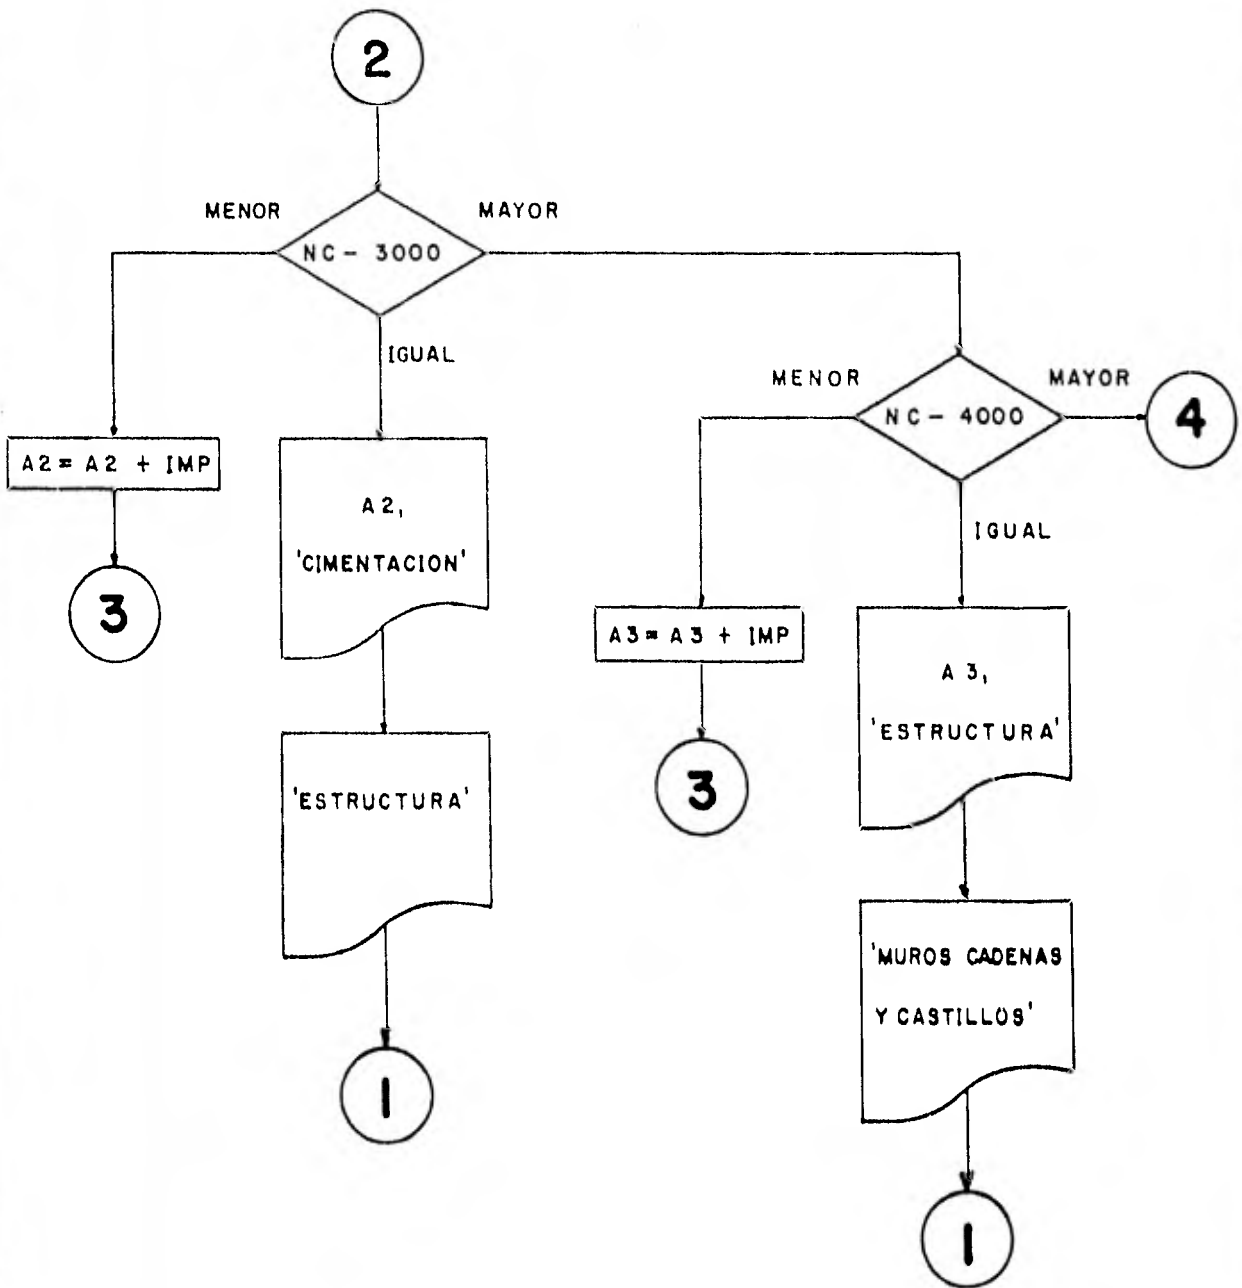 2
MENOR
MAYOR
NC - 3000
IGUAL
MENOR
MAYOR
NC - 4000
4
A2 = A2 + IMP
A2,
'CIMENTACION'
IGUAL
3
A3 = A3 + IMP
A3,
'ESTRUCTURA'
'ESTRUCTURA'
3
'MUROS CADENAS
Y CASTILLOS'
1
1